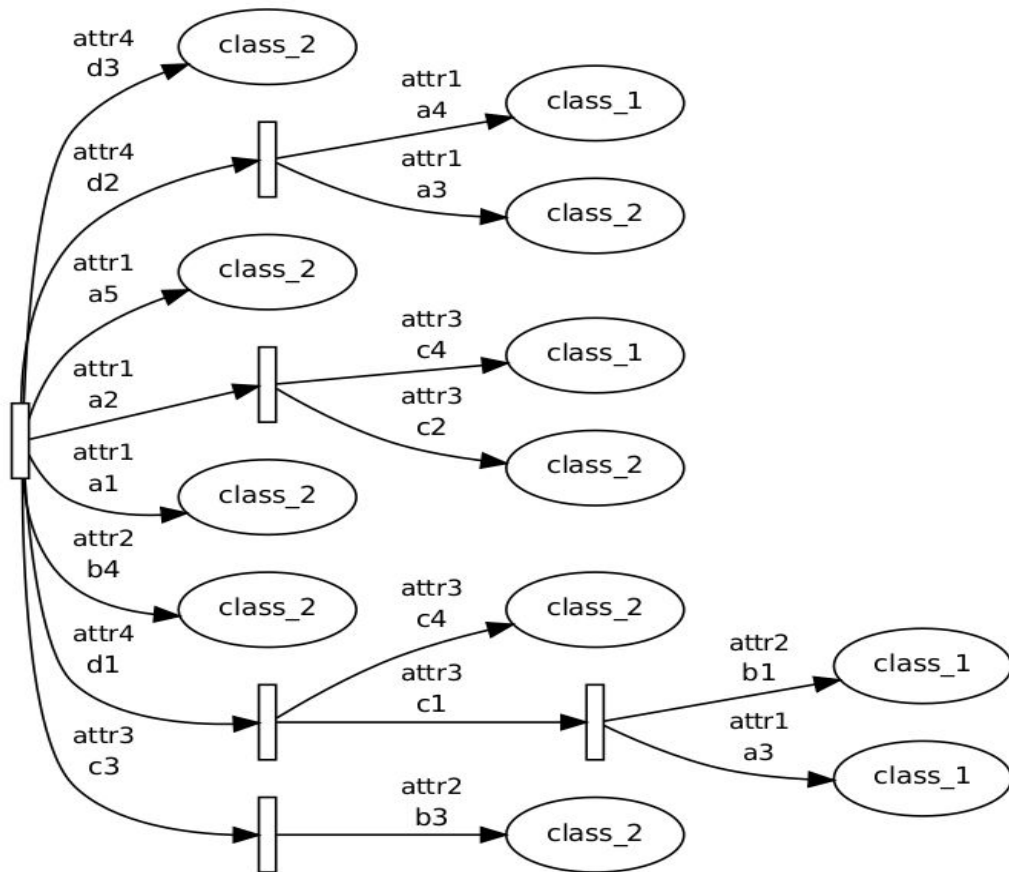 attr4
d3
class_2
attr1
a4
class_1
attr4
d2
attr1
a3
class_2
attr1
a5
class_2
attr3
c4
class_1
attr1
a2
attr3
c2
class_2
attr1
a1
class_2
attr2
b4
class_2
attr3
c4
class_2
attr4
d1
attr3
c1
attr2
b1
class_1
attr1
a3
class_1
attr3
c3
attr2
b3
class_2